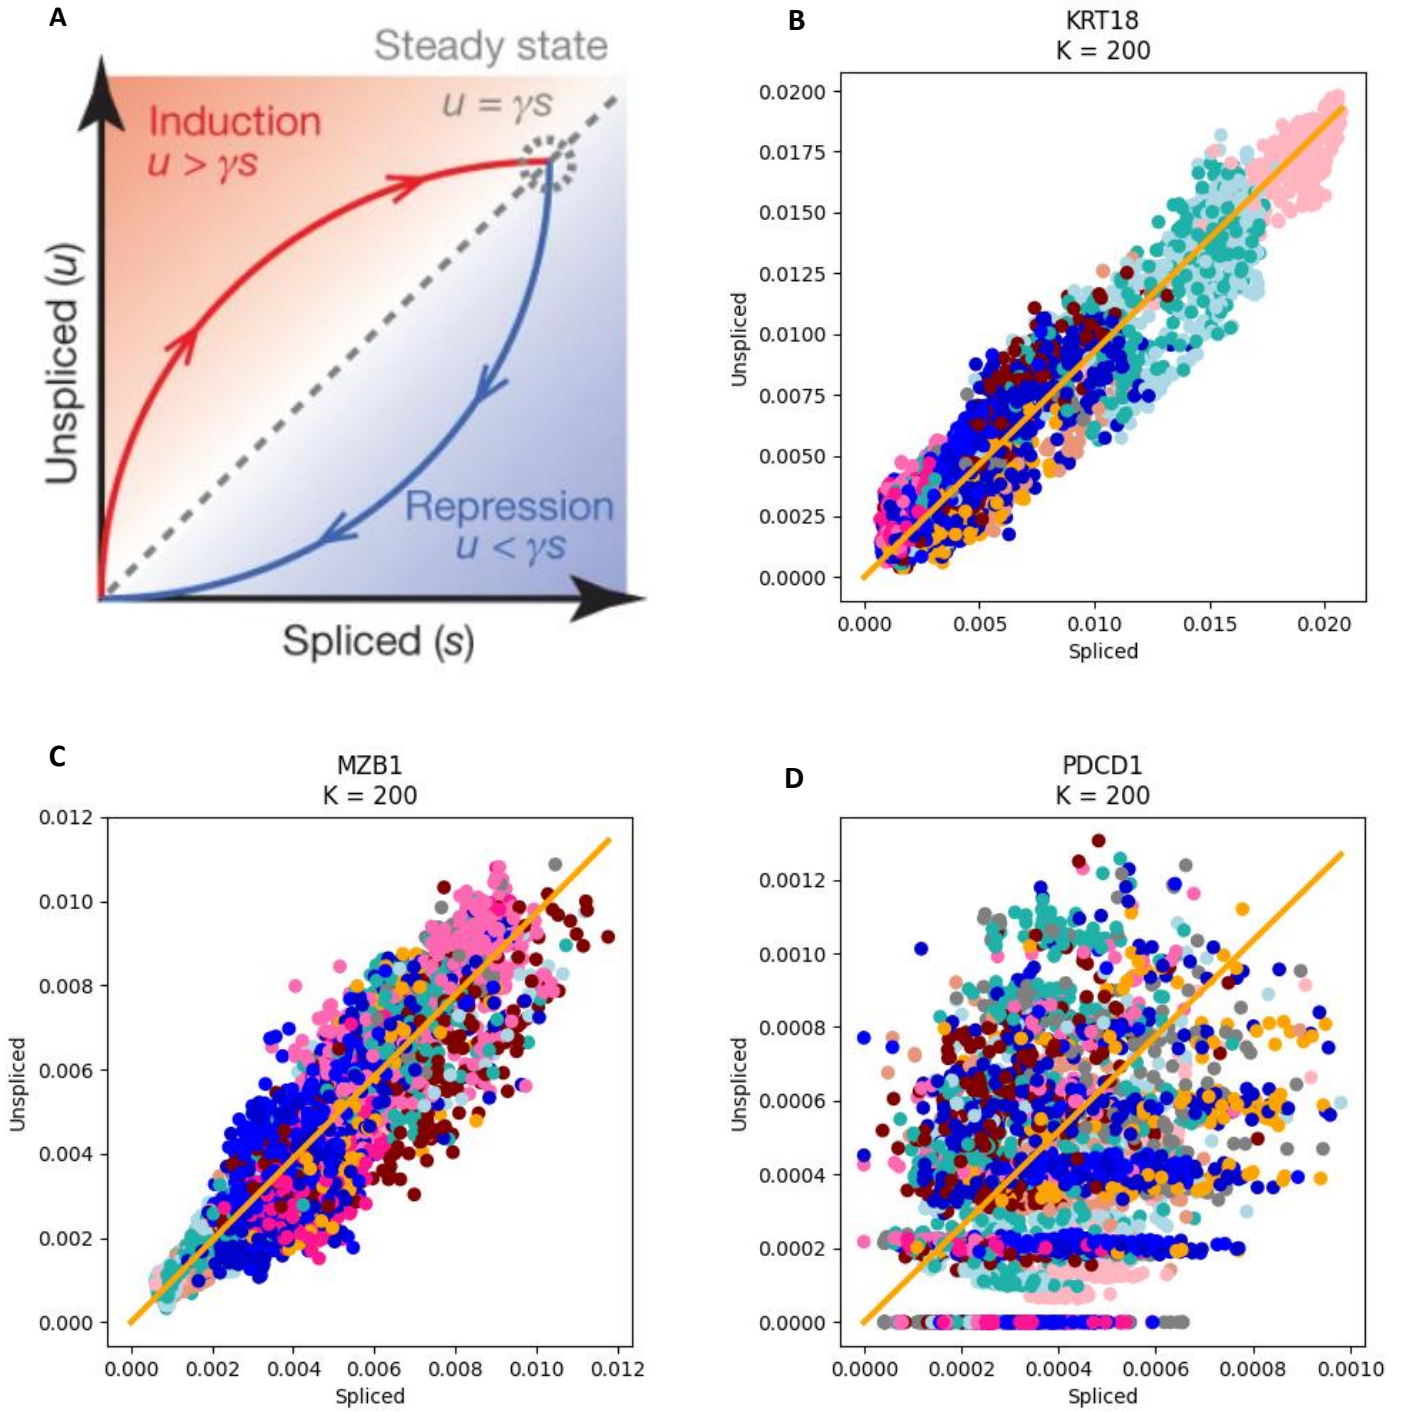 A
Steady state
u = γs
Induction
u > γs
Unspliced (u)
Repression
u < γs
Spliced (s)
B
KRT18
K = 200
0.0200
0.0175
0.0150
0.0125
0.0100
0.0075
0.0050
0.0025
0.0000
Unspliced
0.000 0.005 0.010 0.015 0.020
Spliced
C
MZB1
K = 200
0.012
0.010
0.008
0.006
0.004
0.002
0.000
Unspliced
0.000 0.002 0.004 0.006 0.008 0.010 0.012
Spliced
D
PDCD1
K = 200
0.0012
0.0010
0.0008
0.0006
0.0004
0.0002
0.0000
Unspliced
0.0000 0.0002 0.0004 0.0006 0.0008 0.0010
Spliced